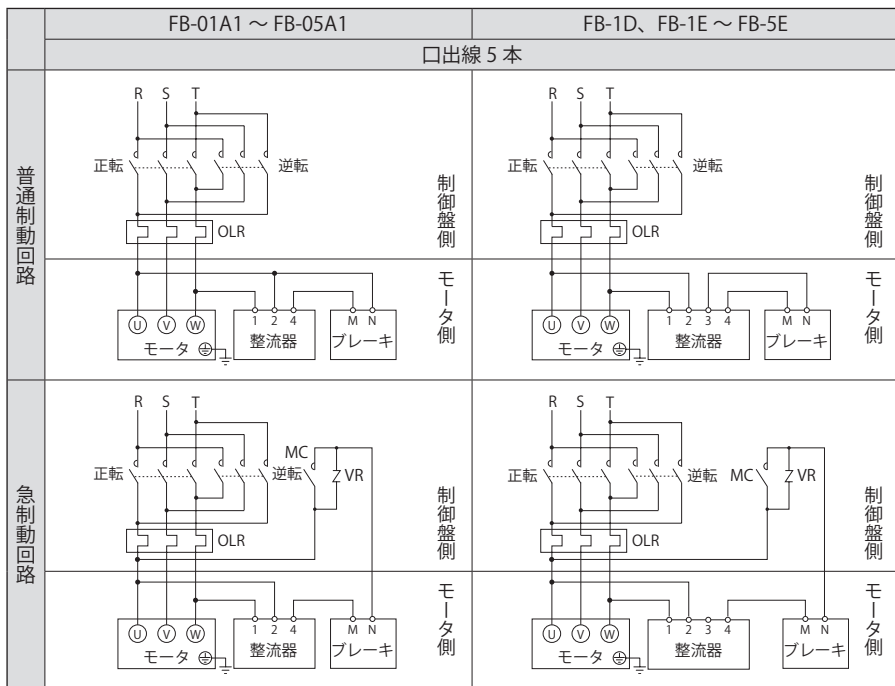 FB-01A1 ～ FB-05A1
FB-1D、FB-1E ～ FB-5E
口出線 5 本
普通制動回路
R S T
正転
逆転
OLR
制御盤側
U V W
モータ
1 2 4
整流器
M N
ブレーキ
R S T
正転
逆転
OLR
制御盤側
モータ側
U V W
モータ
1 2 3 4
整流器
M N
ブレーキ
モータ側
急制動回路
R S T
正転
逆転
MC
VR
OLR
制御盤側
U V W
モータ
1 2 4
整流器
M N
ブレーキ
モータ側
R S T
正転
逆転
MC
VR
OLR
制御盤側
U V W
モータ
1 2 3 4
整流器
M N
ブレーキ
モータ側